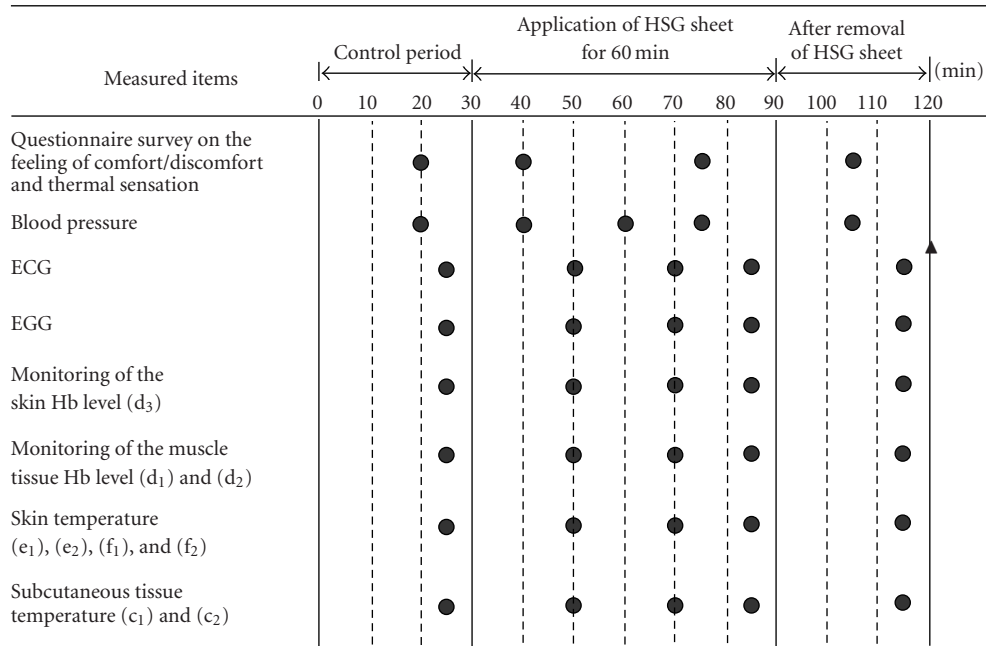 Application of HSG sheet
for 60 min
After removal
of HSG sheet
Control period
(min)
Measured items
0 10 20 30 40 50 60 70 80 90 100 110 120
Questionnaire survey on the
feeling of comfort/discomfort
and thermal sensation
Blood pressure
ECG
EGG
Monitoring of the
skin Hb level (d₃)
Monitoring of the muscle
tissue Hb level (d₁) and (d₂)
Skin temperature
(e₁), (e₂), (f₁), and (f₂)
Subcutaneous tissue
temperature (c₁) and (c₂)